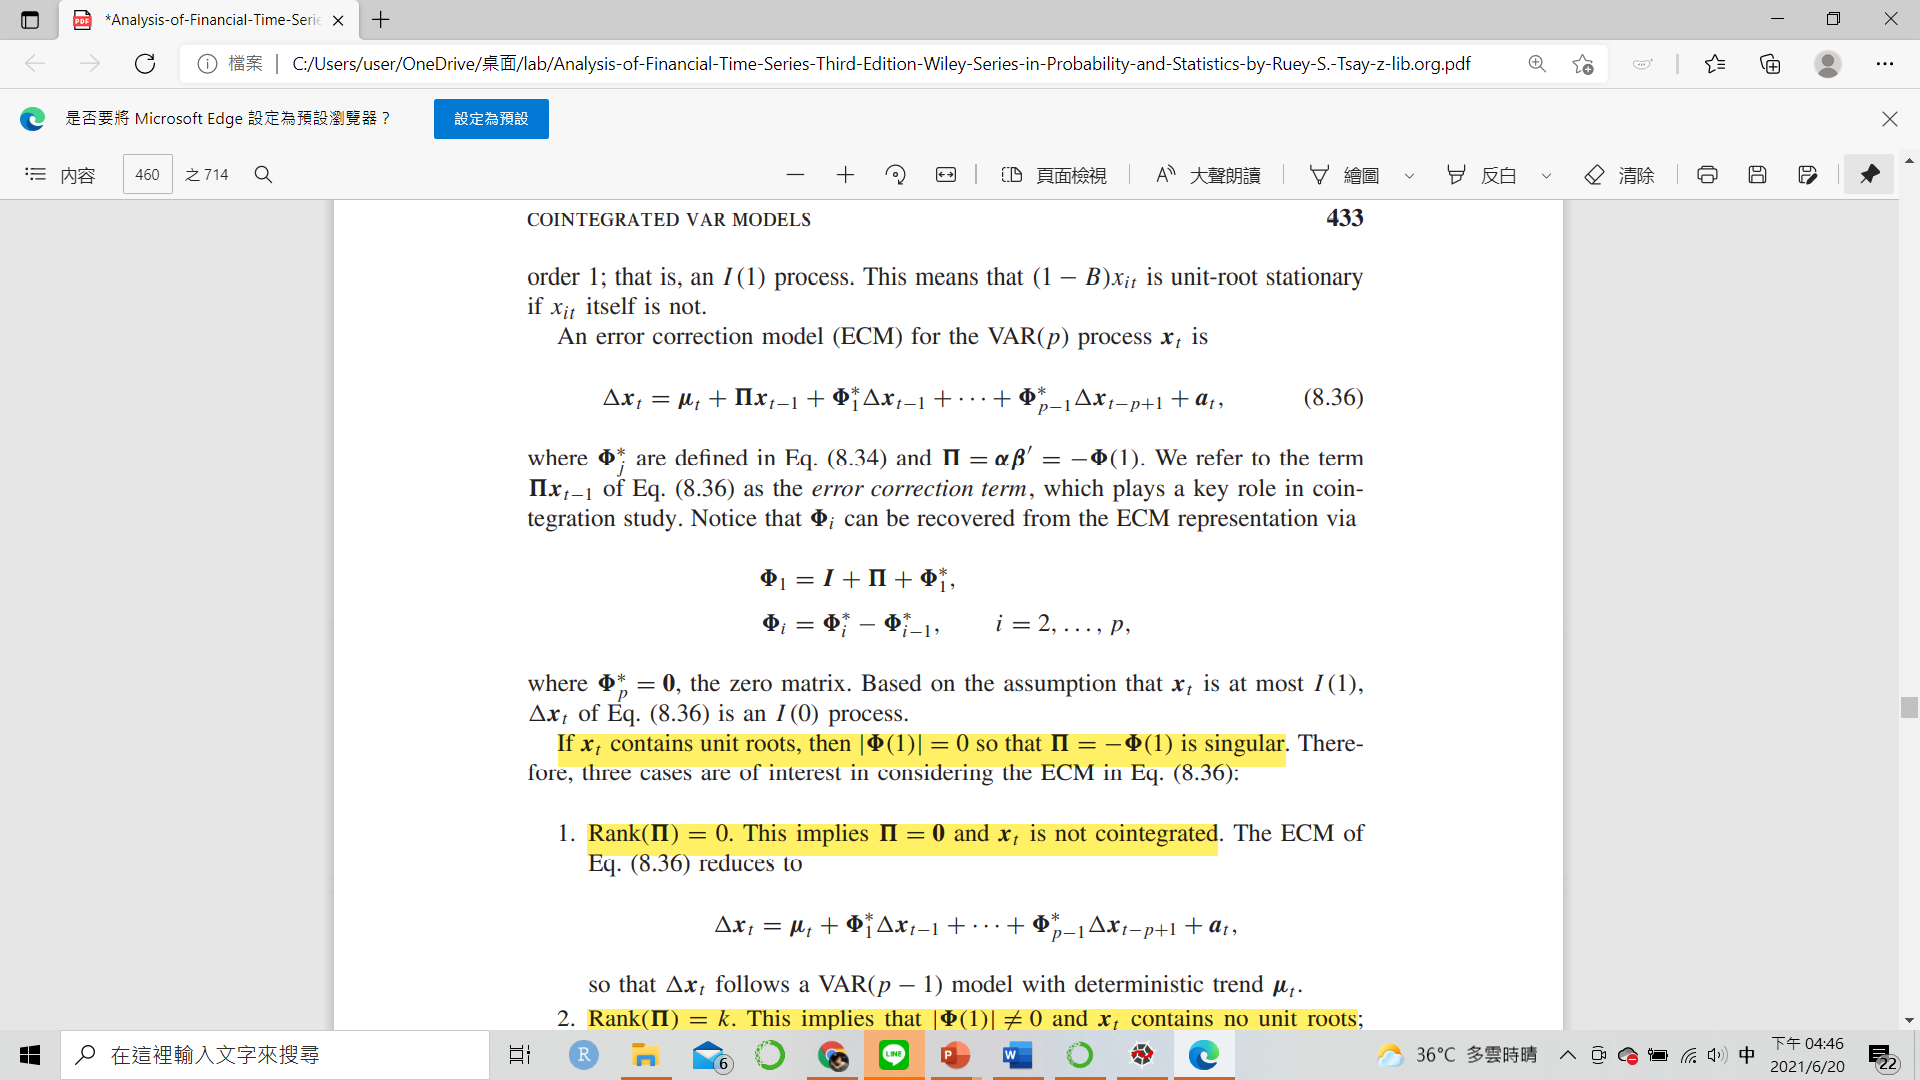 *Analysis-of-Financial-Time-Serie
檔案 C:/Users/user/OneDrive/桌面/lab/Analysis-of-Financial-Time-Series-Third-Edition-Wiley-Series-in-Probability-and-Statistics-by-Ruey-S.-Tsay-z-lib.org.pdf
是否要將 Microsoft Edge 設定為預設瀏覽器？ 設定為預設
內容 460 之 714 頁面檢視 大聲朗讀 繪圖 反白 清除
COINTEGRATED VAR MODELS 433
order 1; that is, an I(1) process. This means that (1 − B)x_{it} is unit-root stationary
if x_{it} itself is not.
An error correction model (ECM) for the VAR(p) process x_t is
Δx_t = μ_t + Πx_{t−1} + Φ*_1Δx_{t−1} + ⋯ + Φ*_{p−1}Δx_{t−p+1} + a_t, (8.36)
where Φ*_j are defined in Eq. (8.34) and Π = αβ′ = −Φ(1). We refer to the term
Πx_{t−1} of Eq. (8.36) as the error correction term, which plays a key role in coin-
tegration study. Notice that Φ_i can be recovered from the ECM representation via
Φ_1 = I + Π + Φ*_1,
Φ_i = Φ*_i − Φ*_{i−1}, i = 2, . . . , p,
where Φ*_p = 0, the zero matrix. Based on the assumption that x_t is at most I(1),
Δx_t of Eq. (8.36) is an I(0) process.
If x_t contains unit roots, then |Φ(1)| = 0 so that Π = −Φ(1) is singular. There-
fore, three cases are of interest in considering the ECM in Eq. (8.36):
1. Rank(Π) = 0. This implies Π = 0 and x_t is not cointegrated. The ECM of
Eq. (8.36) reduces to
Δx_t = μ_t + Φ*_1Δx_{t−1} + ⋯ + Φ*_{p−1}Δx_{t−p+1} + a_t,
so that Δx_t follows a VAR(p − 1) model with deterministic trend μ_t.
2. Rank(Π) = k. This implies that |Φ(1)| ≠ 0 and x_t contains no unit roots;
在這裡輸入文字來搜尋 R 6 LINE P W 36°C 多雲時晴 中 下午 04:46
2021/6/20 22